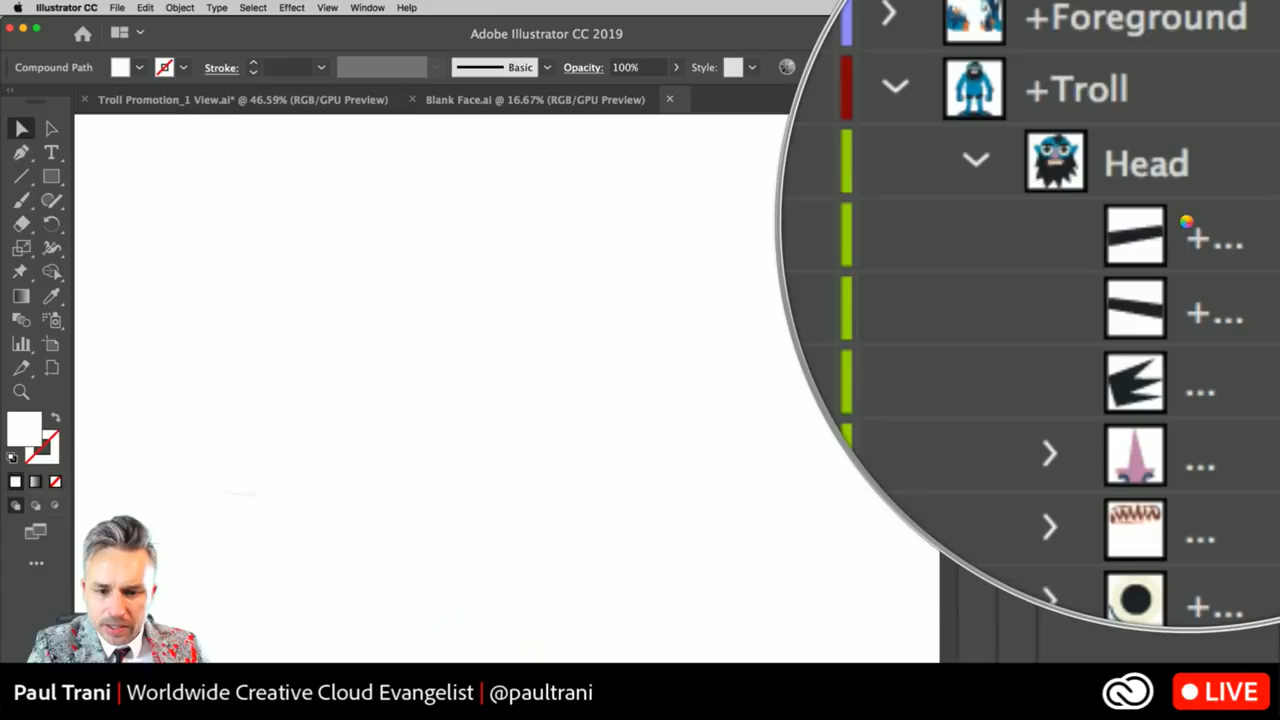 Illustrator CC File Edit Object Type Select Effect View Window Help
Adobe Illustrator CC 2019
Compound Path Stroke: Basic Opacity: 100% Style:
Troll Promotion_1 View.ai* @ 46.59% (RGB/GPU Preview) Blank Face.ai @ 16.67% (RGB/GPU Preview)
+Foreground
+Troll
Head
+...
+...
...
...
...
+...
Paul Trani | Worldwide Creative Cloud Evangelist | @paultrani
LIVE